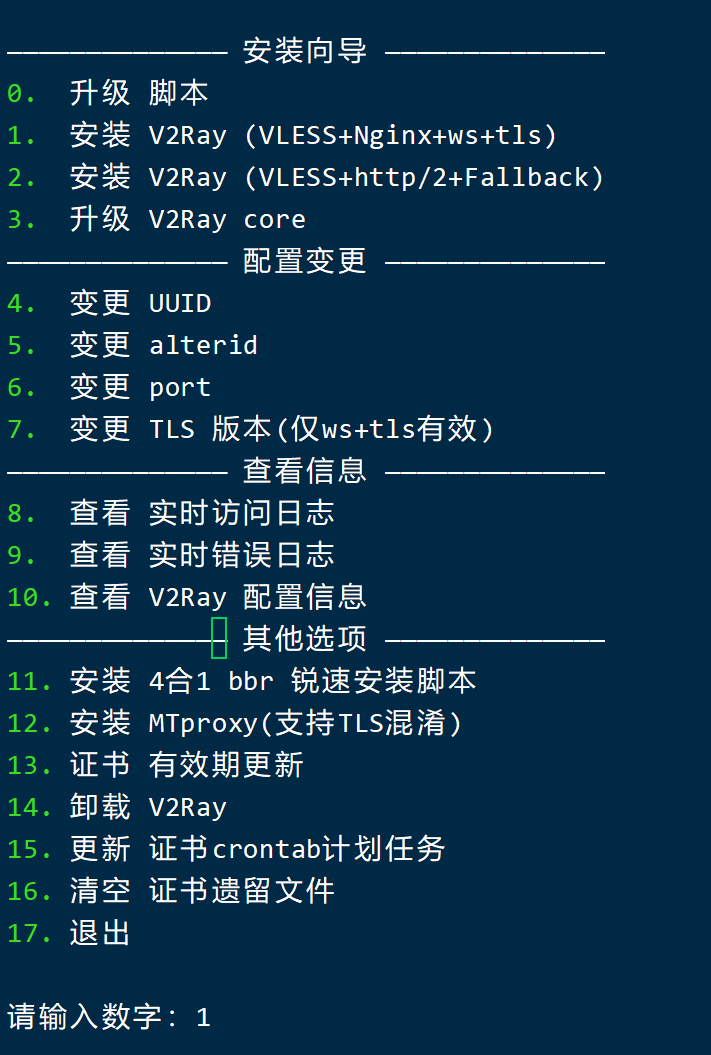 —————————————— 安装向导 ——————————————
0.  升级 脚本
1.  安装 V2Ray (VLESS+Nginx+ws+tls)
2.  安装 V2Ray (VLESS+http/2+Fallback)
3.  升级 V2Ray core
—————————————— 配置变更 ——————————————
4.  变更 UUID
5.  变更 alterid
6.  变更 port
7.  变更 TLS 版本(仅ws+tls有效)
—————————————— 查看信息 ——————————————
8.  查看 实时访问日志
9.  查看 实时错误日志
10. 查看 V2Ray 配置信息
—————————————— 其他选项 ——————————————
11. 安装 4合1 bbr 锐速安装脚本
12. 安装 MTproxy(支持TLS混淆)
13. 证书 有效期更新
14. 卸载 V2Ray
15. 更新 证书crontab计划任务
16. 清空 证书遗留文件
17. 退出
请输入数字: 1